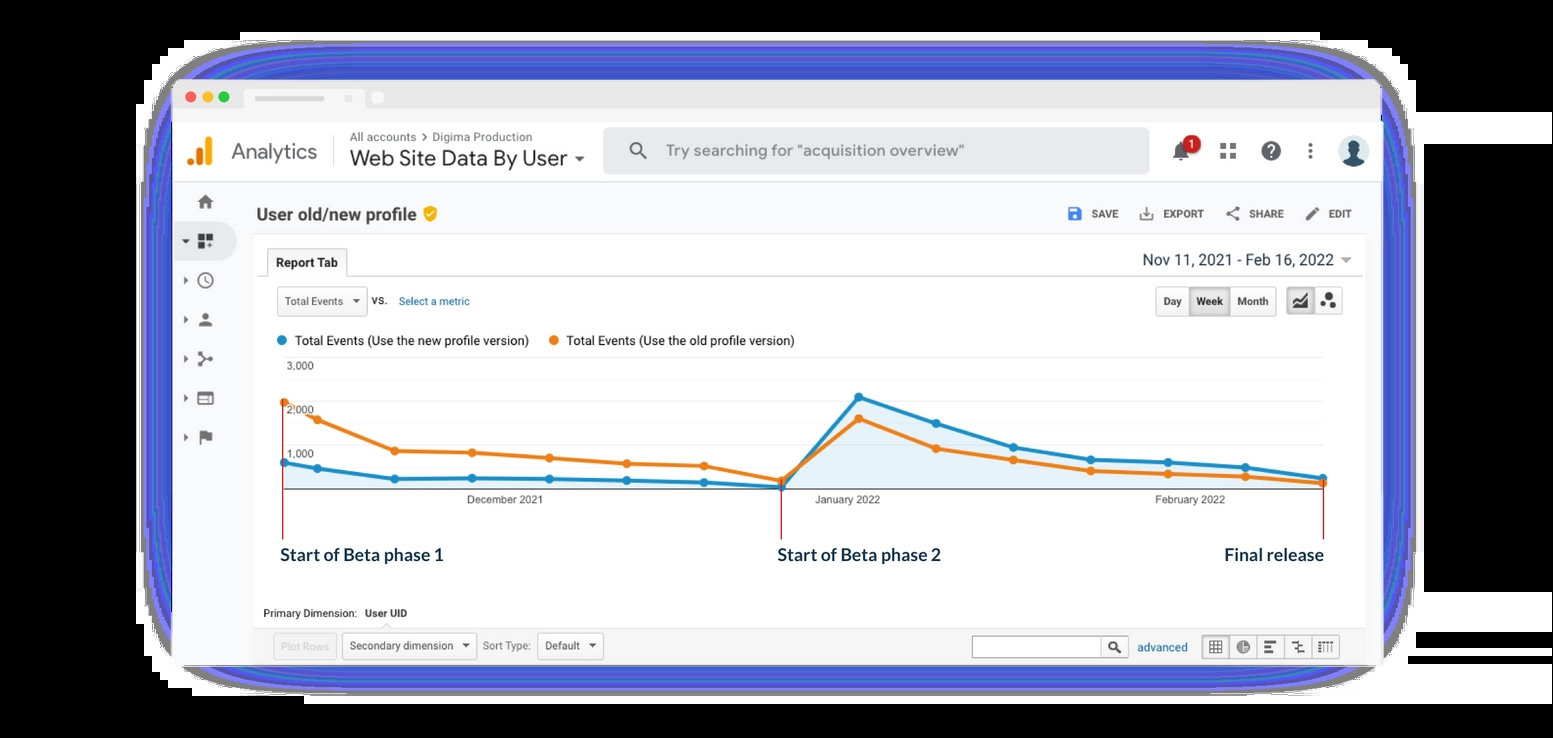 All accounts > Digima Production
Analytics
Web Site Data By User
Try searching for "acquisition overview"
1
User old/new profile
SAVE
EXPORT
SHARE
EDIT
Report Tab
Nov 11, 2021 - Feb 16, 2022
Total Events
vs.
Select a metric
Day
Week
Month
Total Events (Use the new profile version)
Total Events (Use the old profile version)
3,000
2,000
1,000
December 2021
January 2022
February 2022
Start of Beta phase 1
Start of Beta phase 2
Final release
Primary Dimension:
User UID
Plot Rows
Secondary dimension
Sort Type:
Default
advanced